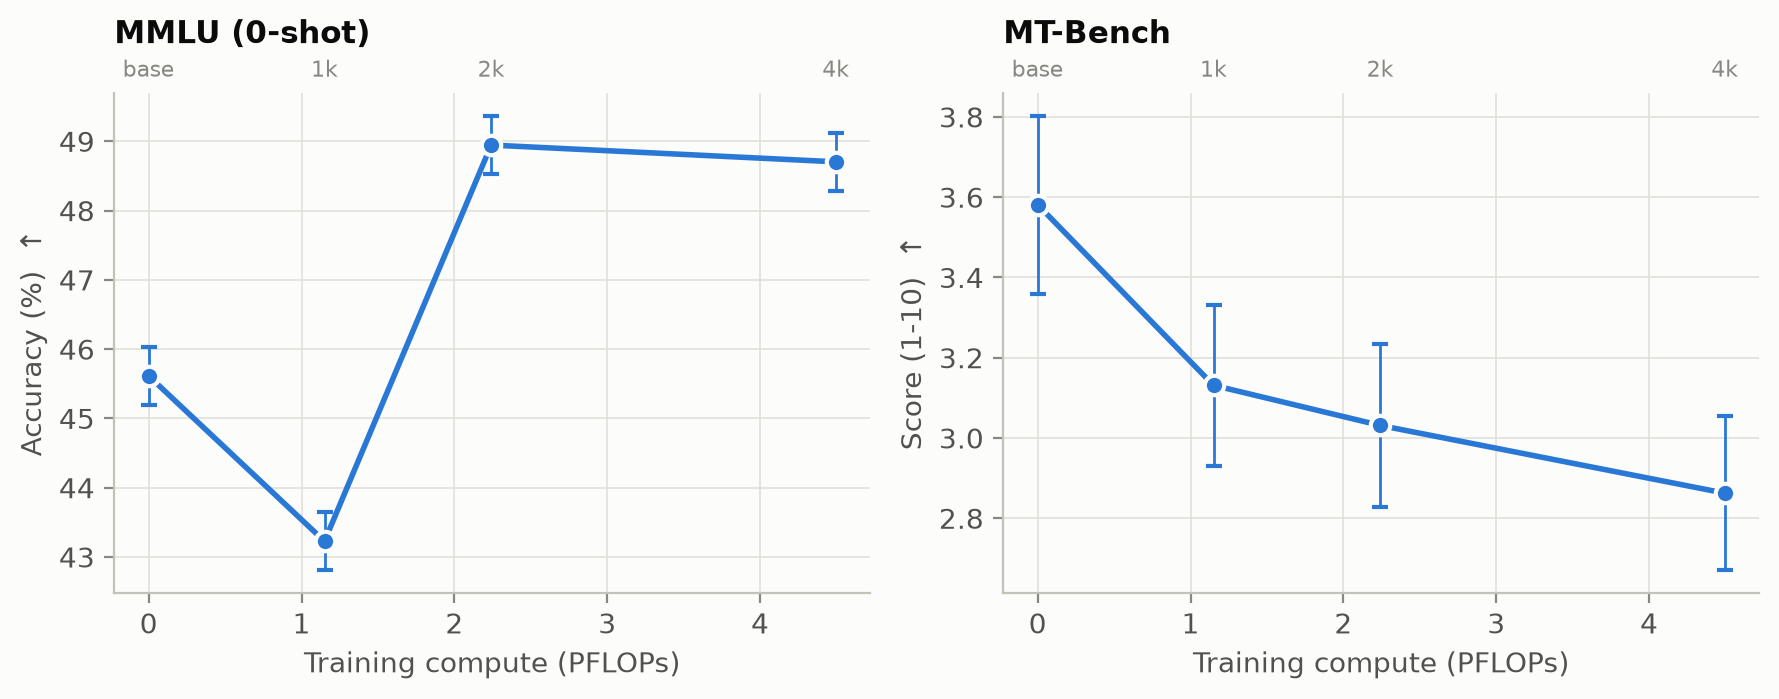 MMLU (0-shot)
base 1k 2k 4k
Accuracy (%) ↑
49
48
47
46
45
44
43
0 1 2 3 4
Training compute (PFLOPs)
MT-Bench
base 1k 2k 4k
Score (1-10) ↑
3.8
3.6
3.4
3.2
3.0
2.8
0 1 2 3 4
Training compute (PFLOPs)